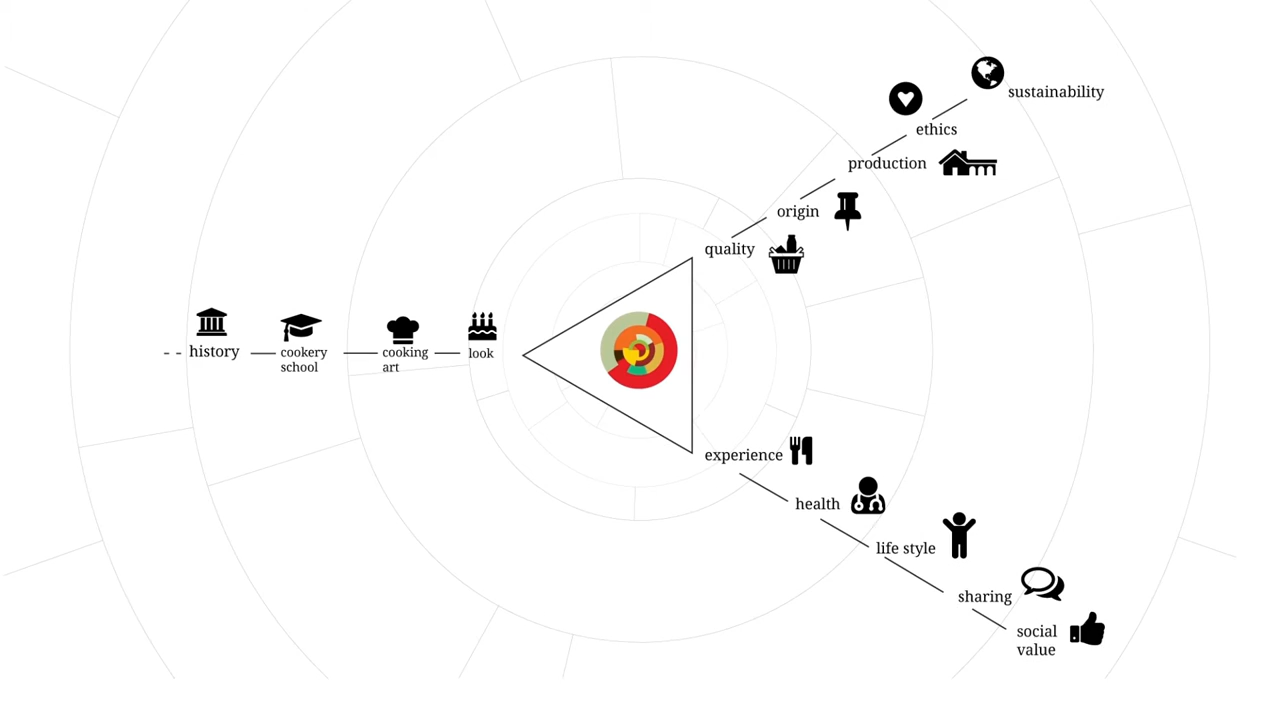 sustainability
ethics
production
origin
quality
history
cookery
school
cooking
art
look
experience
health
life style
sharing
social
value